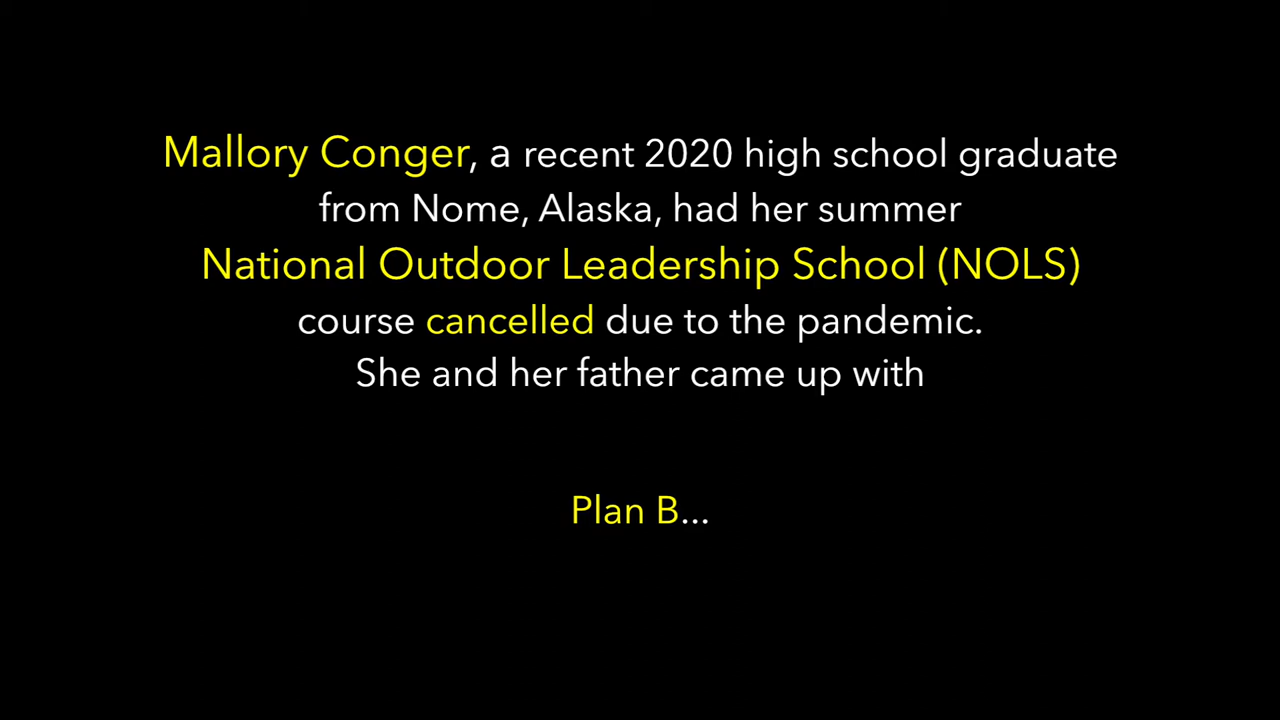 Mallory Conger, a recent 2020 high school graduate
from Nome, Alaska, had her summer
National Outdoor Leadership School (NOLS)
course cancelled due to the pandemic.
She and her father came up with
Plan B...